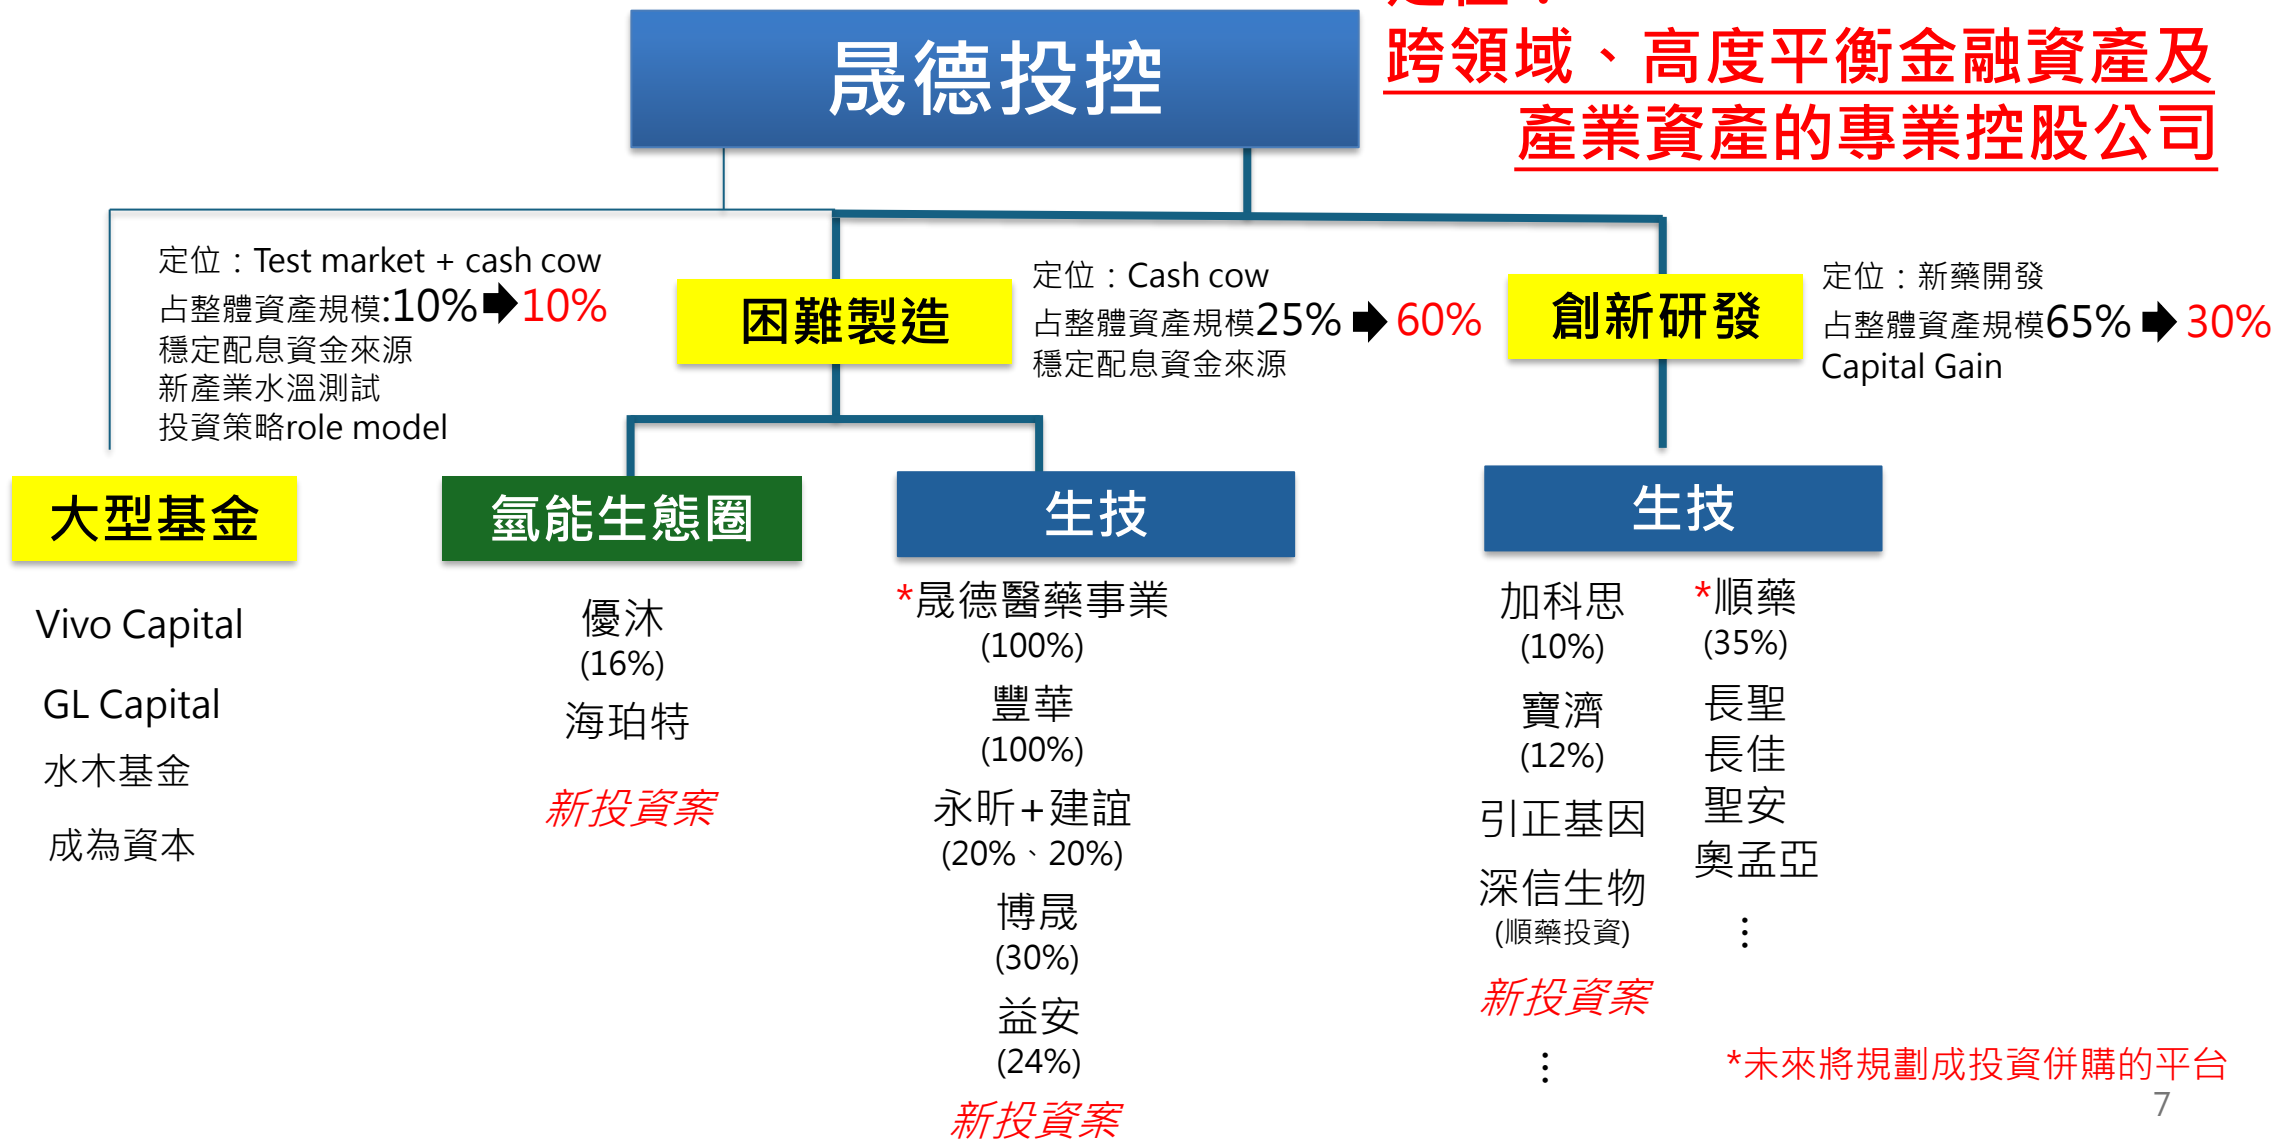 晟德投控
定位：
跨領域、高度平衡金融資產及
產業資產的專業控股公司
定位：Test market + cash cow
占整體資產規模:10%➡10%
穩定配息資金來源
新產業水溫測試
投資策略role model
困難製造
定位：Cash cow
占整體資產規模25%➡60%
穩定配息資金來源
創新研發
定位：新藥開發
占整體資產規模65%➡30%
Capital Gain
大型基金
Vivo Capital
GL Capital
水木基金
成為資本
氫能生態圈
優沐
(16%)
海珀特
新投資案
生技
*晟德醫藥事業
(100%)
豐華
(100%)
永昕+建誼
(20%、20%)
博晟
(30%)
益安
(24%)
新投資案
生技
加科思
(10%)
寶濟
(12%)
引正基因
深信生物
(順藥投資)
新投資案
⋮
*順藥
(35%)
長聖
長佳
聖安
奧孟亞
⋮
*未來將規劃成投資併購的平台
7